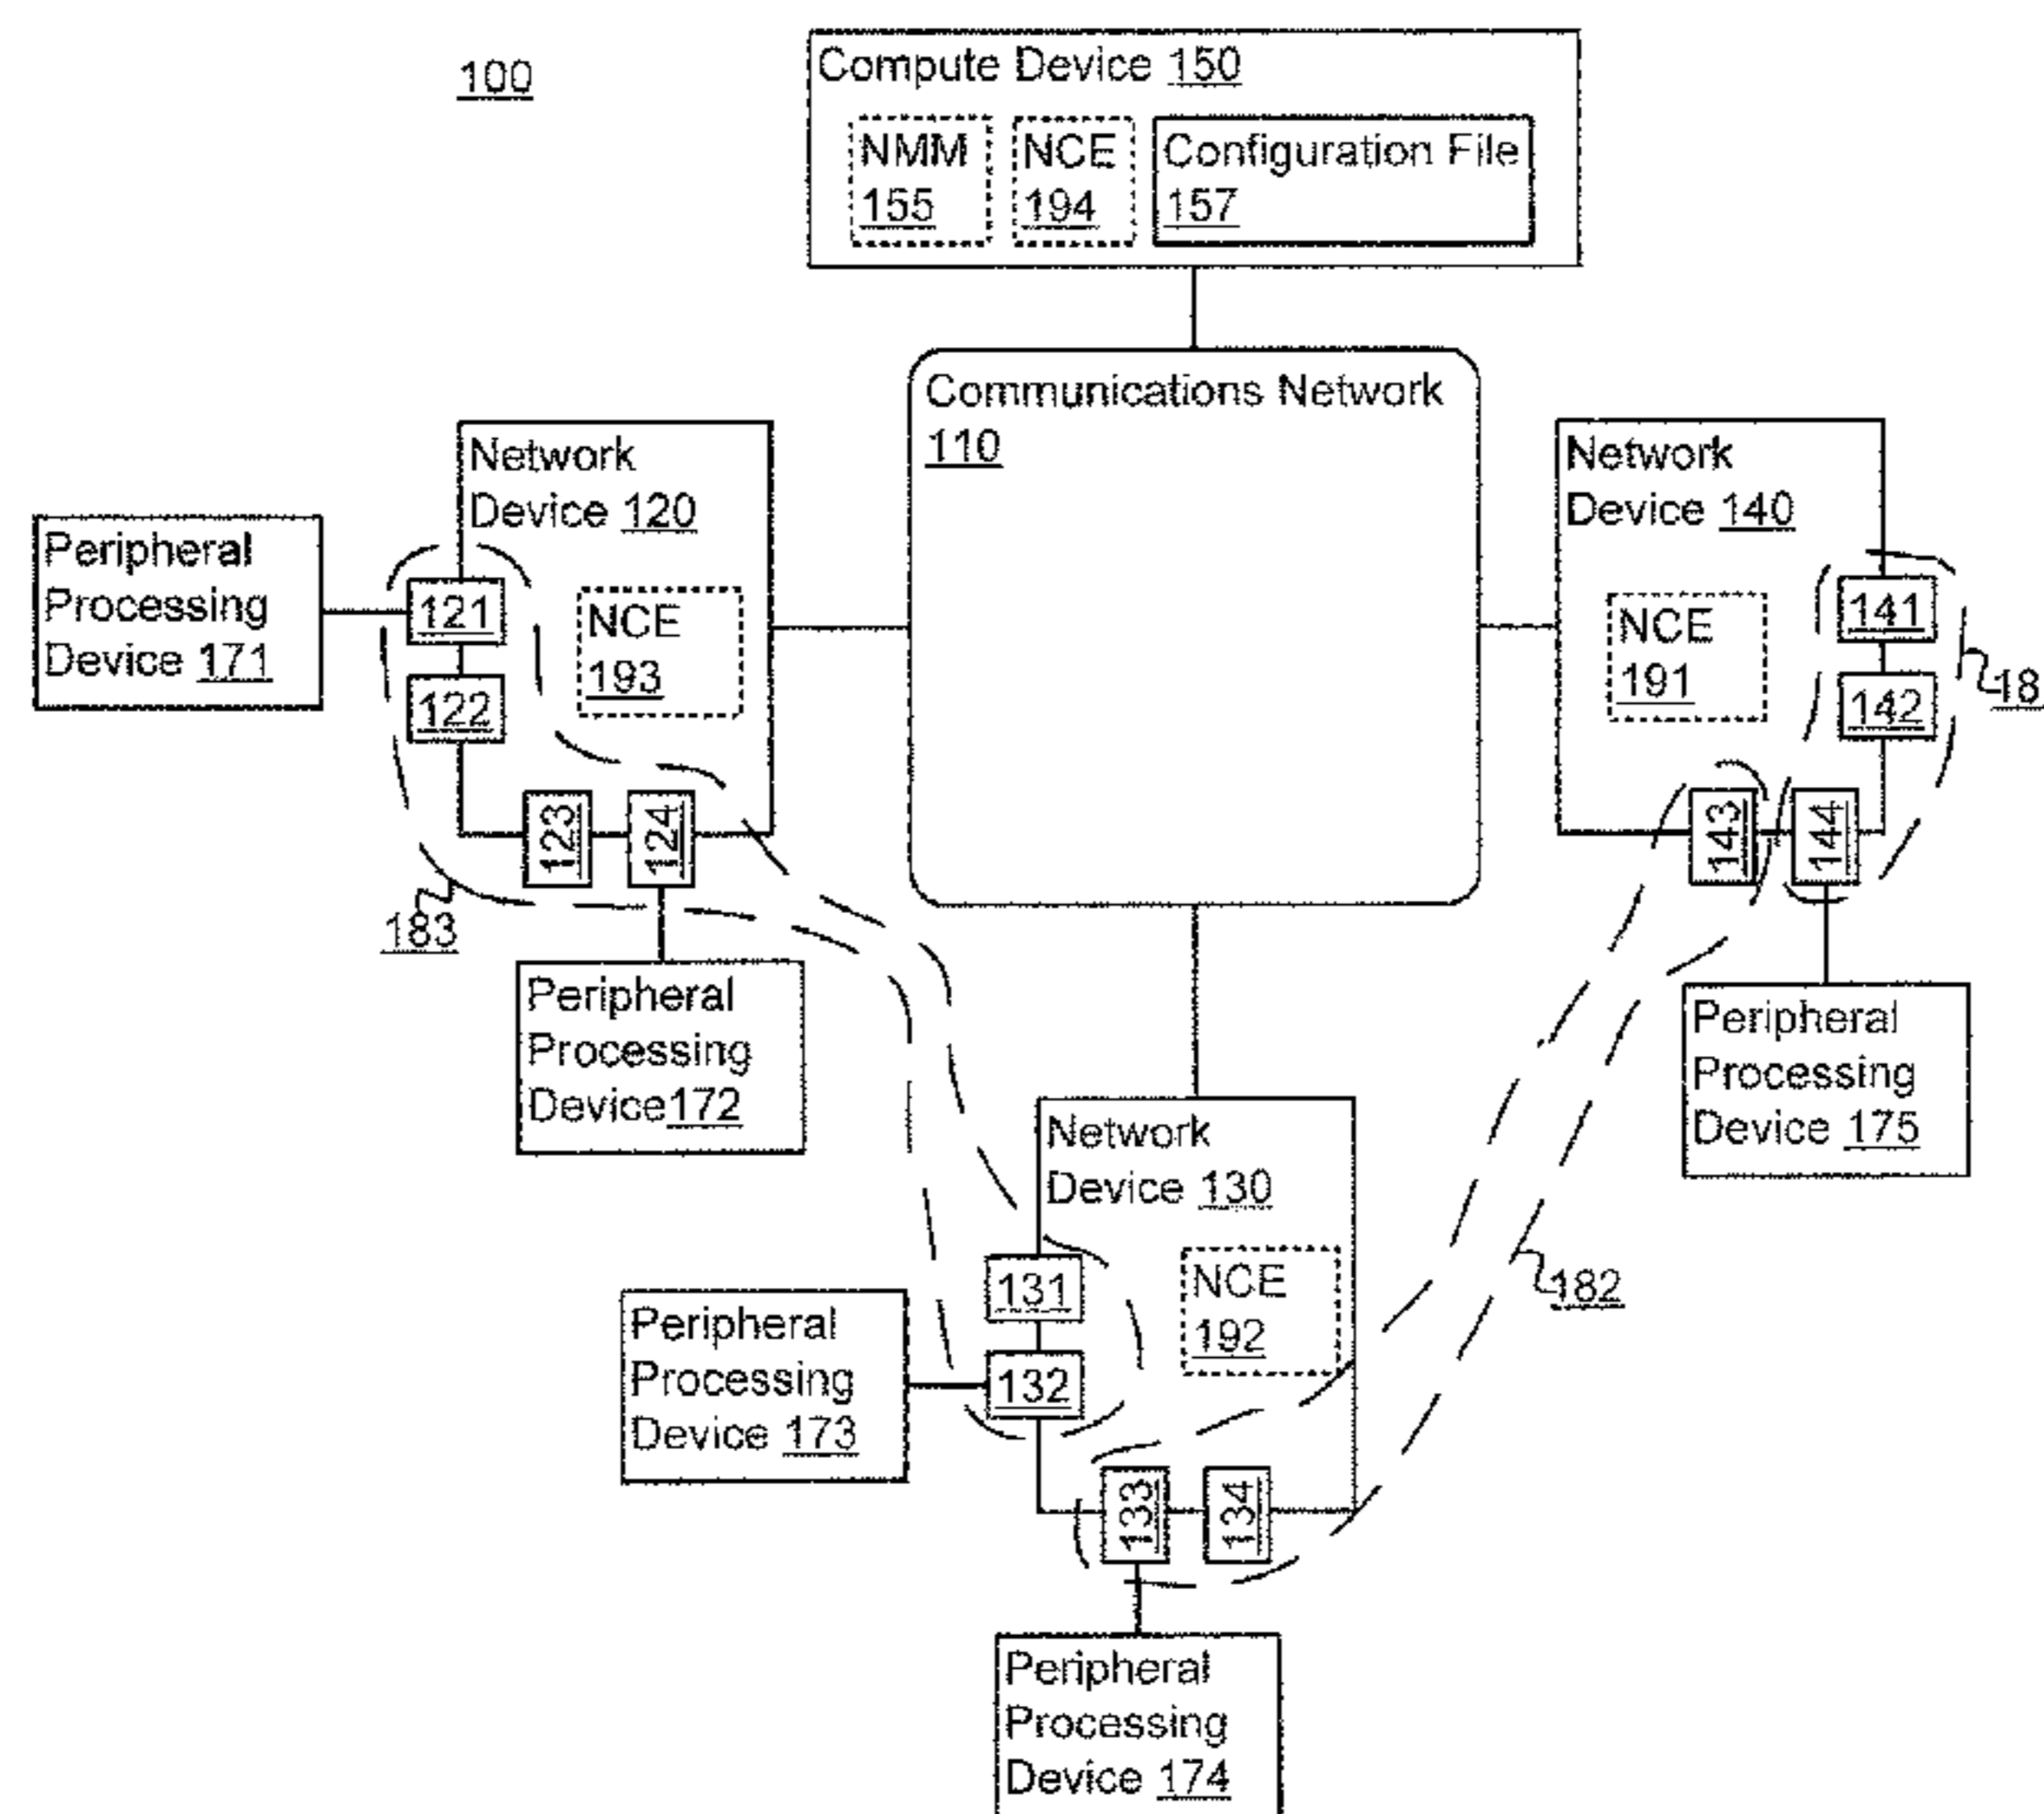 100
Compute Device 150
NMM
155
NCE
194
Configuration File
157
Communications Network
110
Network
Device 120
NCE
193
121
122
123
124
183
Peripheral
Processing
Device 171
Peripheral
Processing
Device172
Network
Device 140
NCE
191
141
142
143
144
18
Peripheral
Processing
Device 175
Network
Device 130
NCE
192
131
132
133
134
182
Peripheral
Processing
Device 173
Peripheral
Processing
Device 174